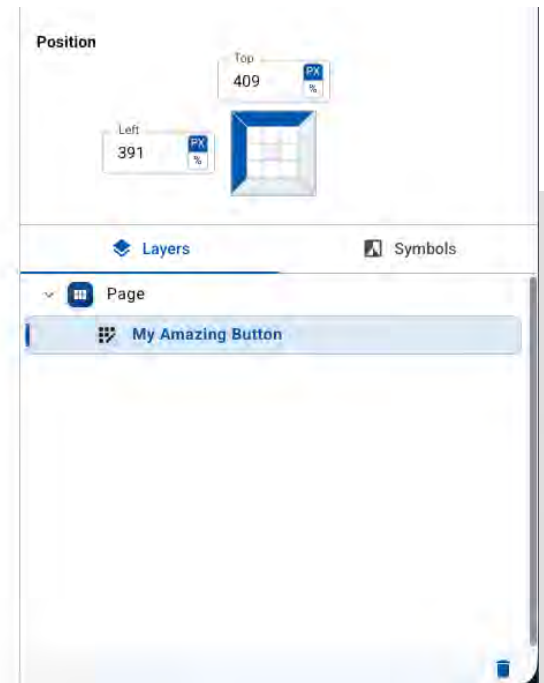 Position
Top
409
PX
%
Left
391
PX
%
Layers
Symbols
Page
My Amazing Button